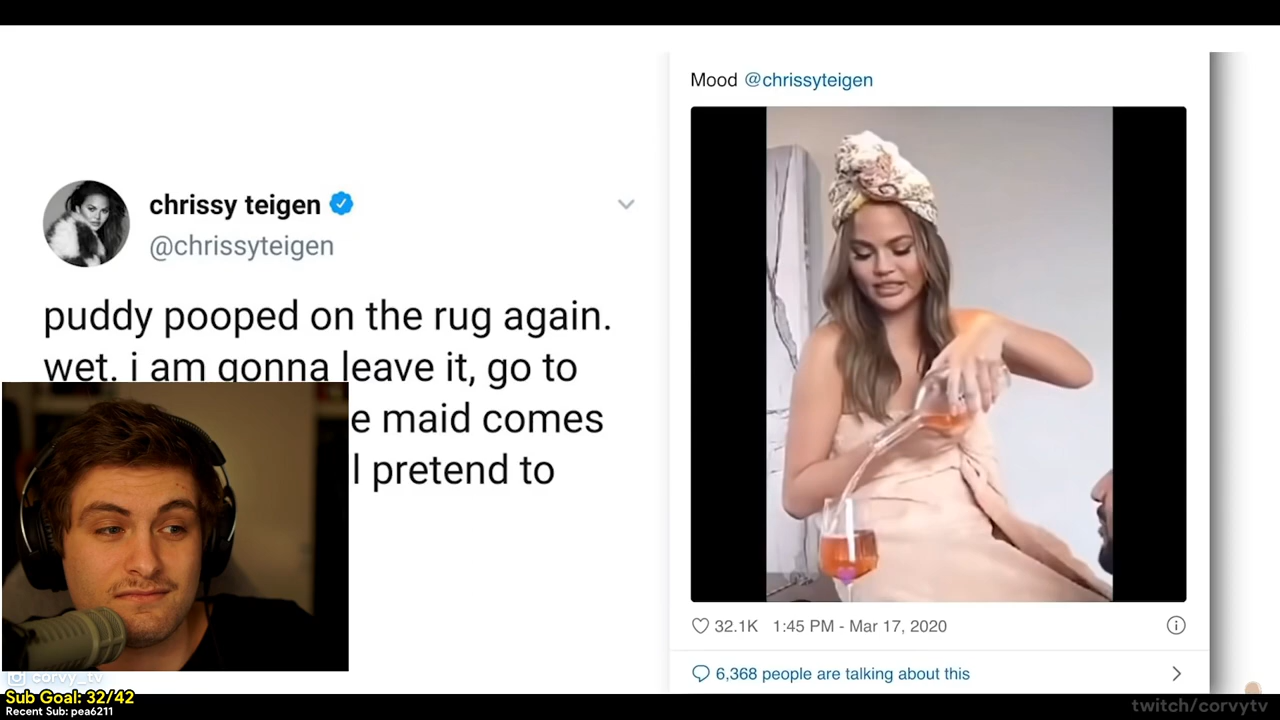 chrissy teigen
@chrissyteigen
puddy pooped on the rug again.
wet. i am gonna leave it, go to
e maid comes
l pretend to
Mood @chrissyteigen
32.1K 1:45 PM - Mar 17, 2020
6,368 people are talking about this
corvy_tv
Sub Goal: 32/42
Recent Sub: pea6211
twitch/corvytv